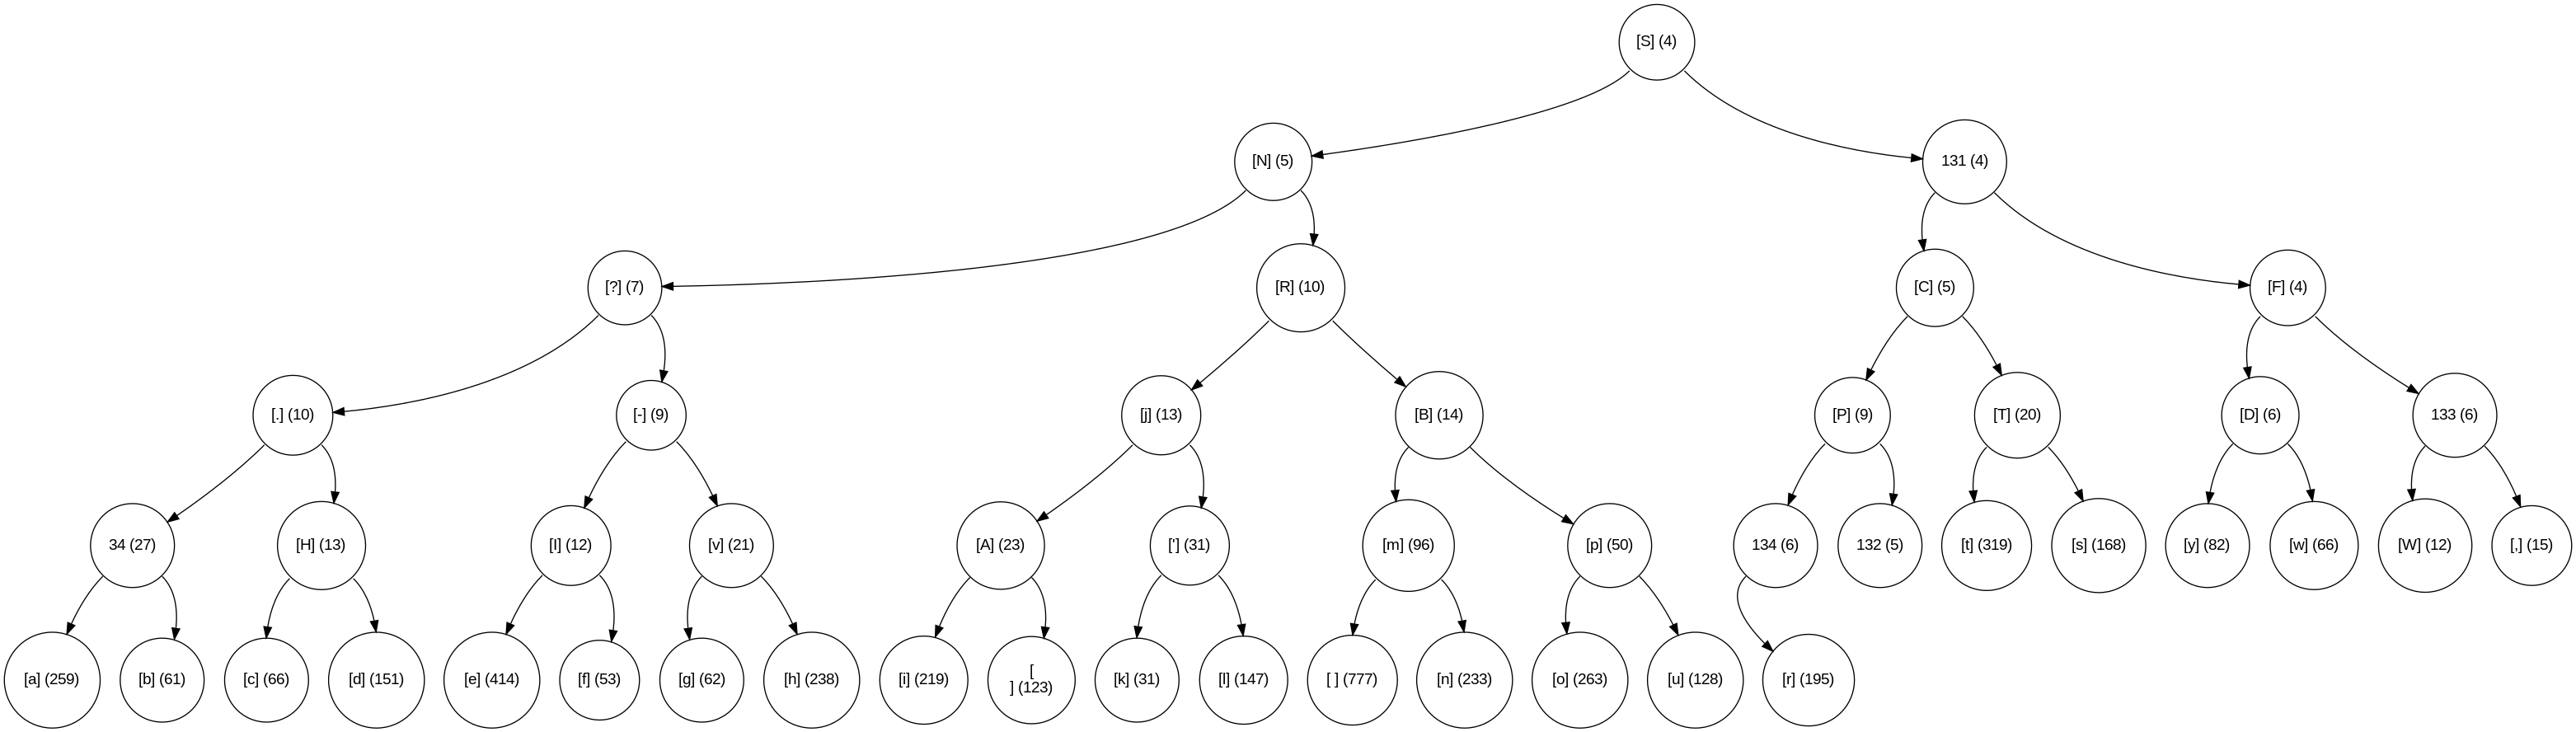 [S] (4)
[N] (5)
131 (4)
[?] (7)
[R] (10)
[C] (5)
[F] (4)
[.] (10)
[-] (9)
[j] (13)
[B] (14)
[P] (9)
[T] (20)
[D] (6)
133 (6)
34 (27)
[H] (13)
[I] (12)
[v] (21)
[A] (23)
['] (31)
[m] (96)
[p] (50)
134 (6)
132 (5)
[t] (319)
[s] (168)
[y] (82)
[w] (66)
[W] (12)
[,] (15)
[a] (259)
[b] (61)
[c] (66)
[d] (151)
[e] (414)
[f] (53)
[g] (62)
[h] (238)
[i] (219)
[
] (123)
[k] (31)
[l] (147)
[ ] (777)
[n] (233)
[o] (263)
[u] (128)
[r] (195)